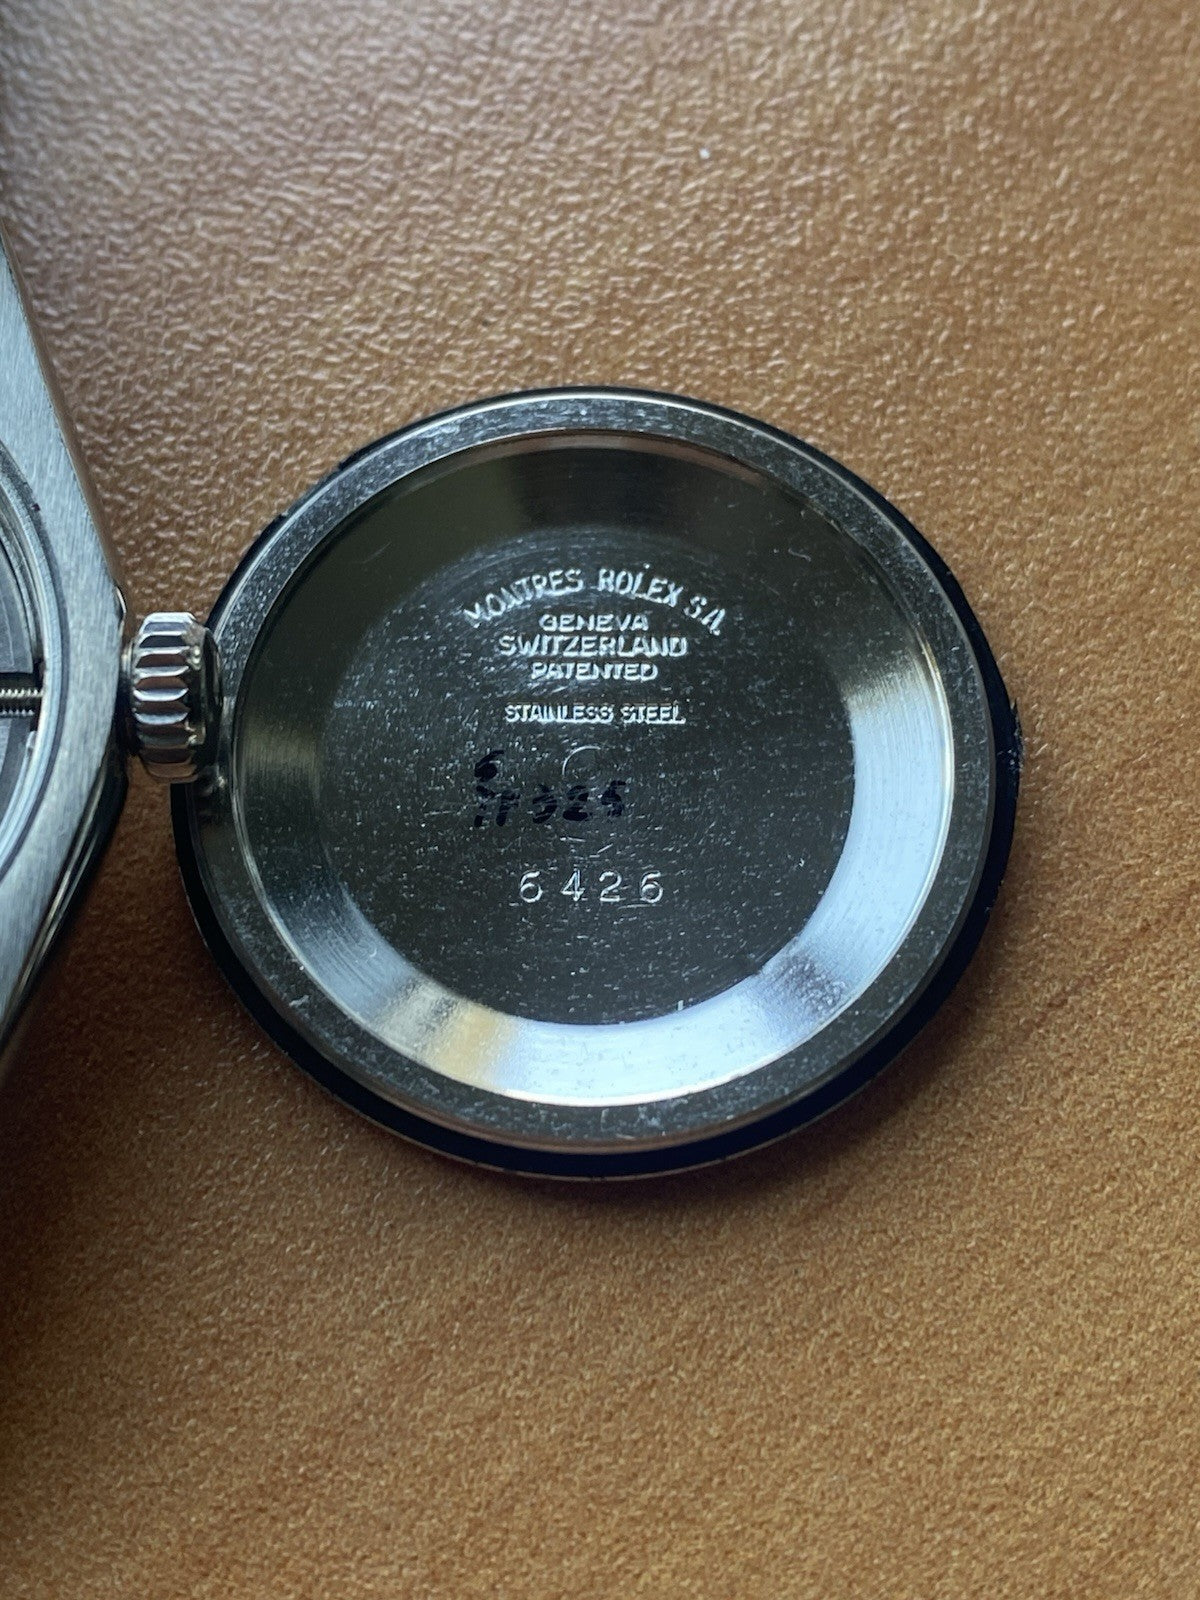 MONTRES ROLEX S.A.
GENEVA
SWITZERLAND
PATENTED
STAINLESS STEEL
6426